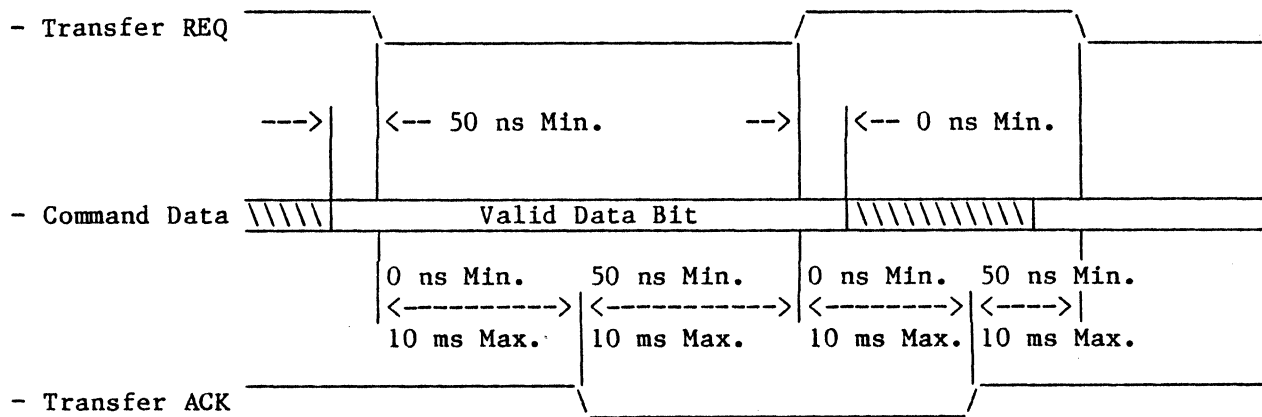 - Transfer REQ
--->| |<-- 50 ns Min. -->| |<-- 0 ns Min.
- Command Data Valid Data Bit
0 ns Min. 50 ns Min. 0 ns Min. 50 ns Min.
<----------> <----------> <---------> <--->
10 ms Max. 10 ms Max. 10 ms Max. 10 ms Max.
- Transfer ACK